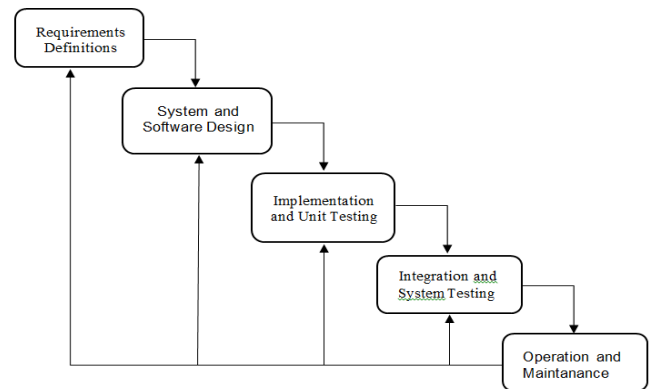 Requirements
Definitions
System and
Software Design
Implementation
and Unit Testing
Integration and
System Testing
Operation and
Maintanance